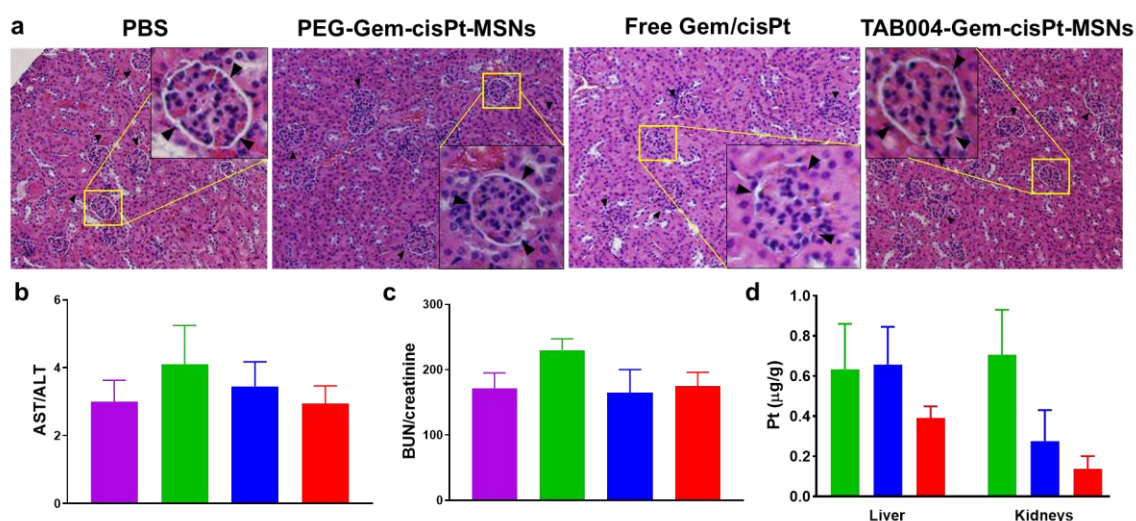 a
PBS
PEG-Gem-cisPt-MSNs
Free Gem/cisPt
TAB004-Gem-cisPt-MSNs
b
AST/ALT
6
4
2
0
c
BUN/creatinine
300
200
100
0
d
Pt (μg/g)
1.0
0.8
0.6
0.4
0.2
0.0
Liver
Kidneys